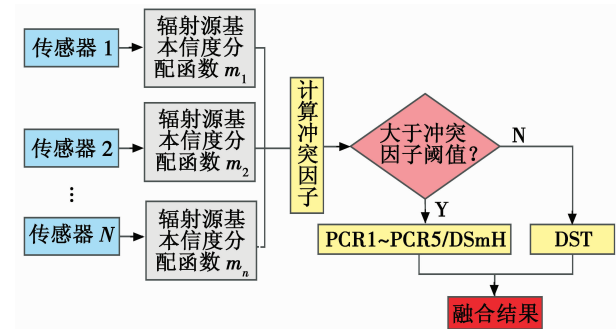 传感器 1
辐射源基
本信度分
配函数 m₁
传感器 2
辐射源基
本信度分
配函数 m₂
⋮
传感器 N
辐射源基
本信度分
配函数 mₙ
计算冲突因子
大于冲突
因子阈值？
N
Y
PCR1~PCR5/DSmH
DST
融合结果